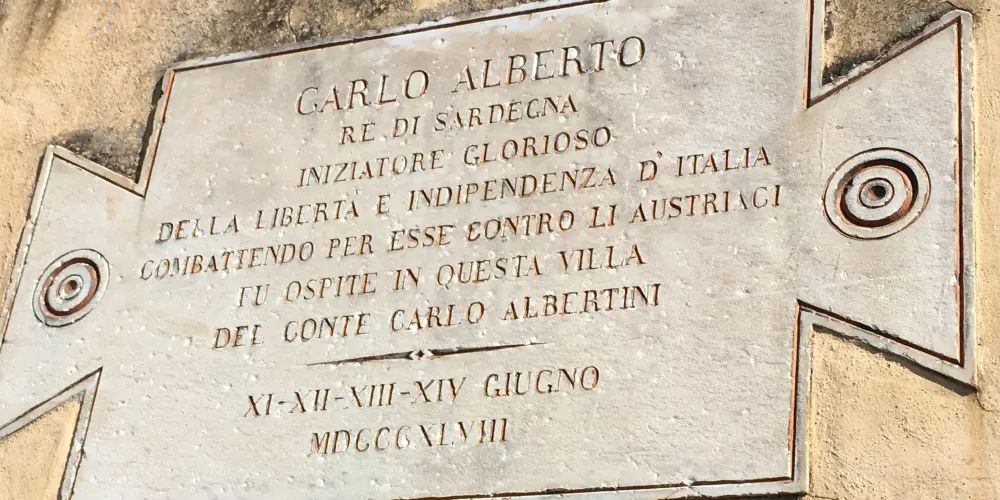 CARLO ALBERTO
RE DI SARDEGNA
INIZIATORE GLORIOSO
DELLA LIBERTÀ E INDIPENDENZA D'ITALIA
COMBATTENDO PER ESSE CONTRO LI AUSTRIACI
FU OSPITE IN QUESTA VILLA
DEL CONTE CARLO ALBERTINI
XI-XII-XIII-XIV GIUGNO
MDCCCXLVIII